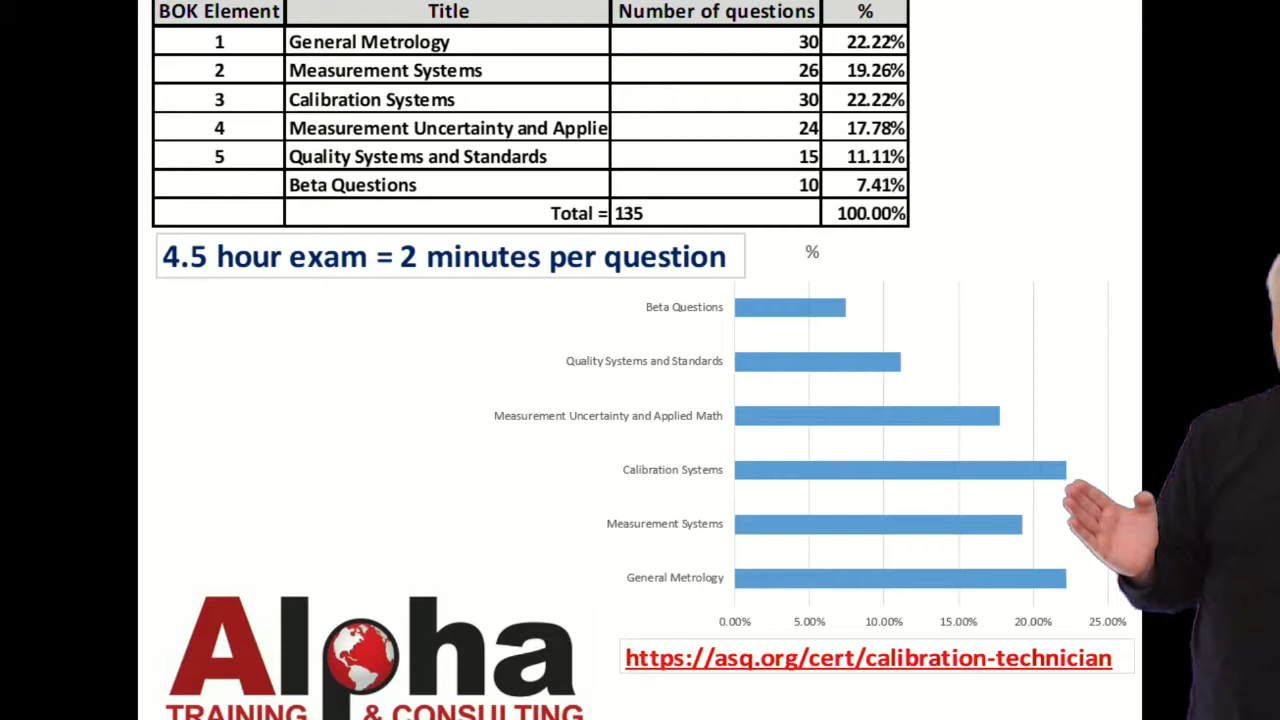 BOK Element Title Number of questions %
1 General Metrology 30 22.22%
2 Measurement Systems 26 19.26%
3 Calibration Systems 30 22.22%
4 Measurement Uncertainty and Applie 24 17.78%
5 Quality Systems and Standards 15 11.11%
Beta Questions 10 7.41%
Total = 135 100.00%
4.5 hour exam = 2 minutes per question
%
Beta Questions
Quality Systems and Standards
Measurement Uncertainty and Applied Math
Calibration Systems
Measurement Systems
General Metrology
0.00% 5.00% 10.00% 15.00% 20.00% 25.00%
https://asq.org/cert/calibration-technician
Alpha
TRAINING & CONSULTING